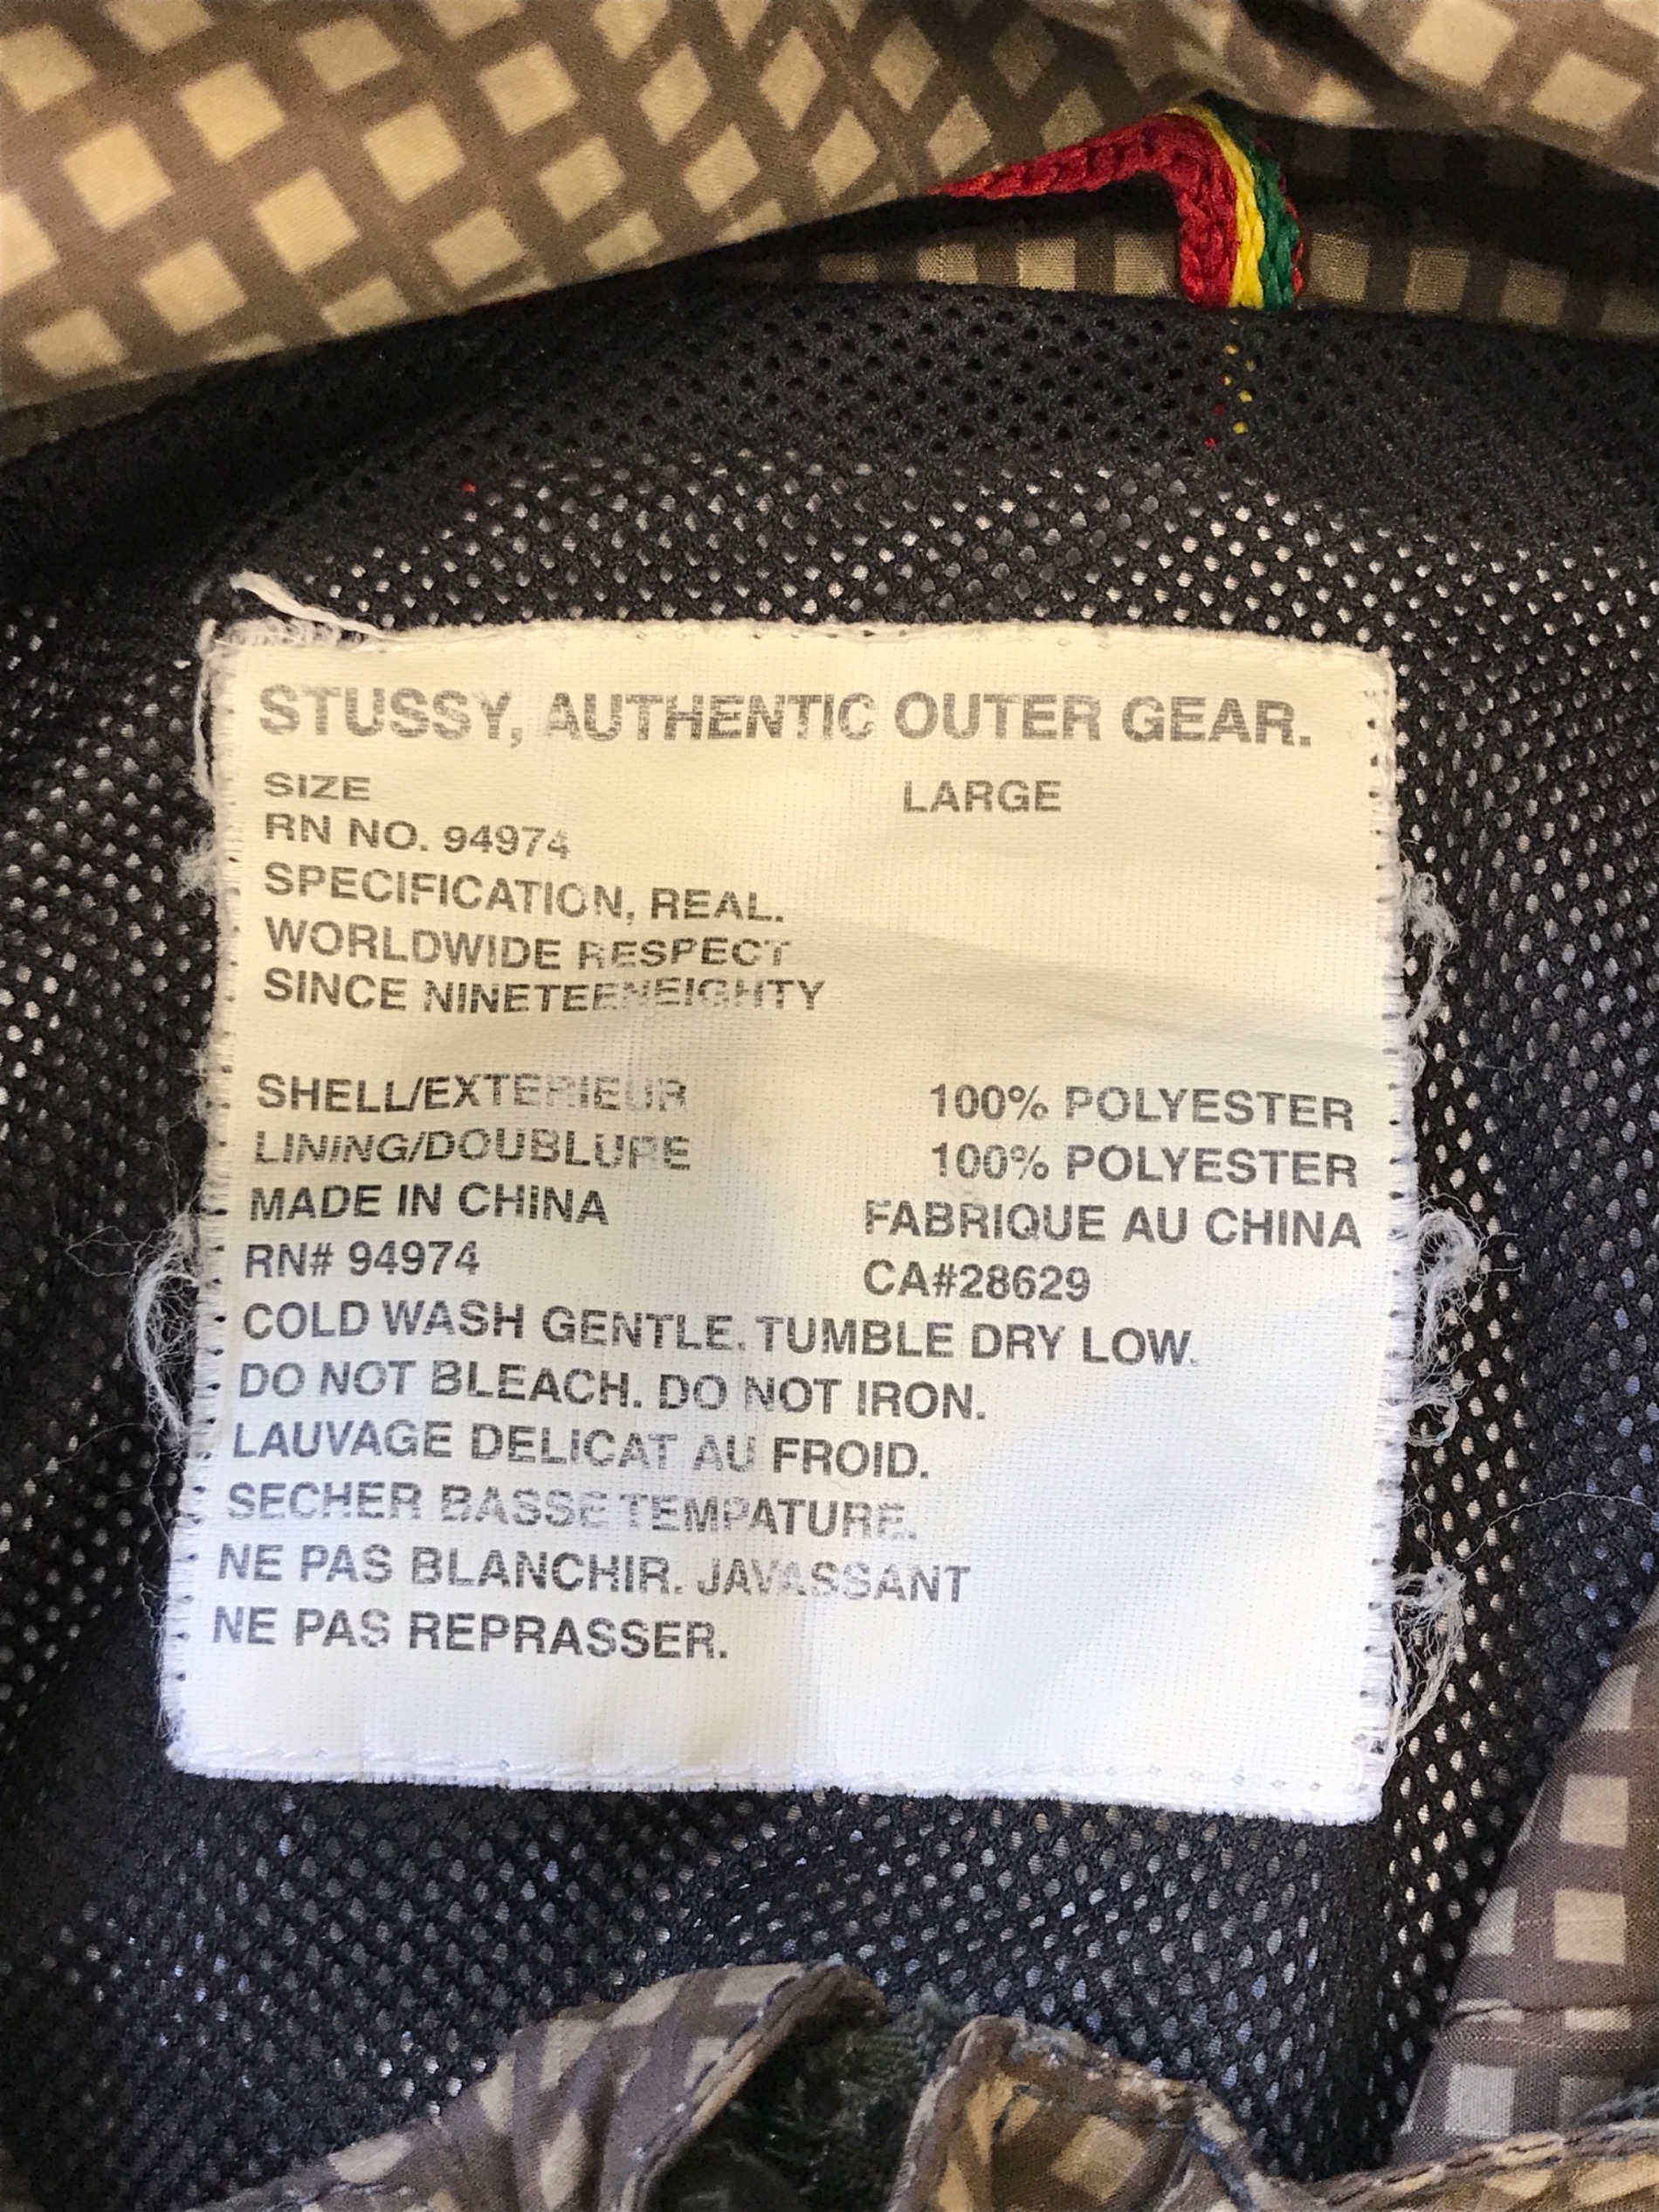 STUSSY, AUTHENTIC OUTER GEAR.
SIZE LARGE
RN NO. 94974
SPECIFICATION, REAL.
WORLDWIDE RESPECT
SINCE NINETEENEIGHTY
SHELL/EXTERIEUR 100% POLYESTER
LINING/DOUBLURE 100% POLYESTER
MADE IN CHINA FABRIQUE AU CHINA
RN# 94974 CA#28629
COLD WASH GENTLE. TUMBLE DRY LOW.
DO NOT BLEACH. DO NOT IRON.
LAUVAGE DELICAT AU FROID.
SECHER BASSE TEMPATURE.
NE PAS BLANCHIR. JAVASSANT
NE PAS REPRASSER.